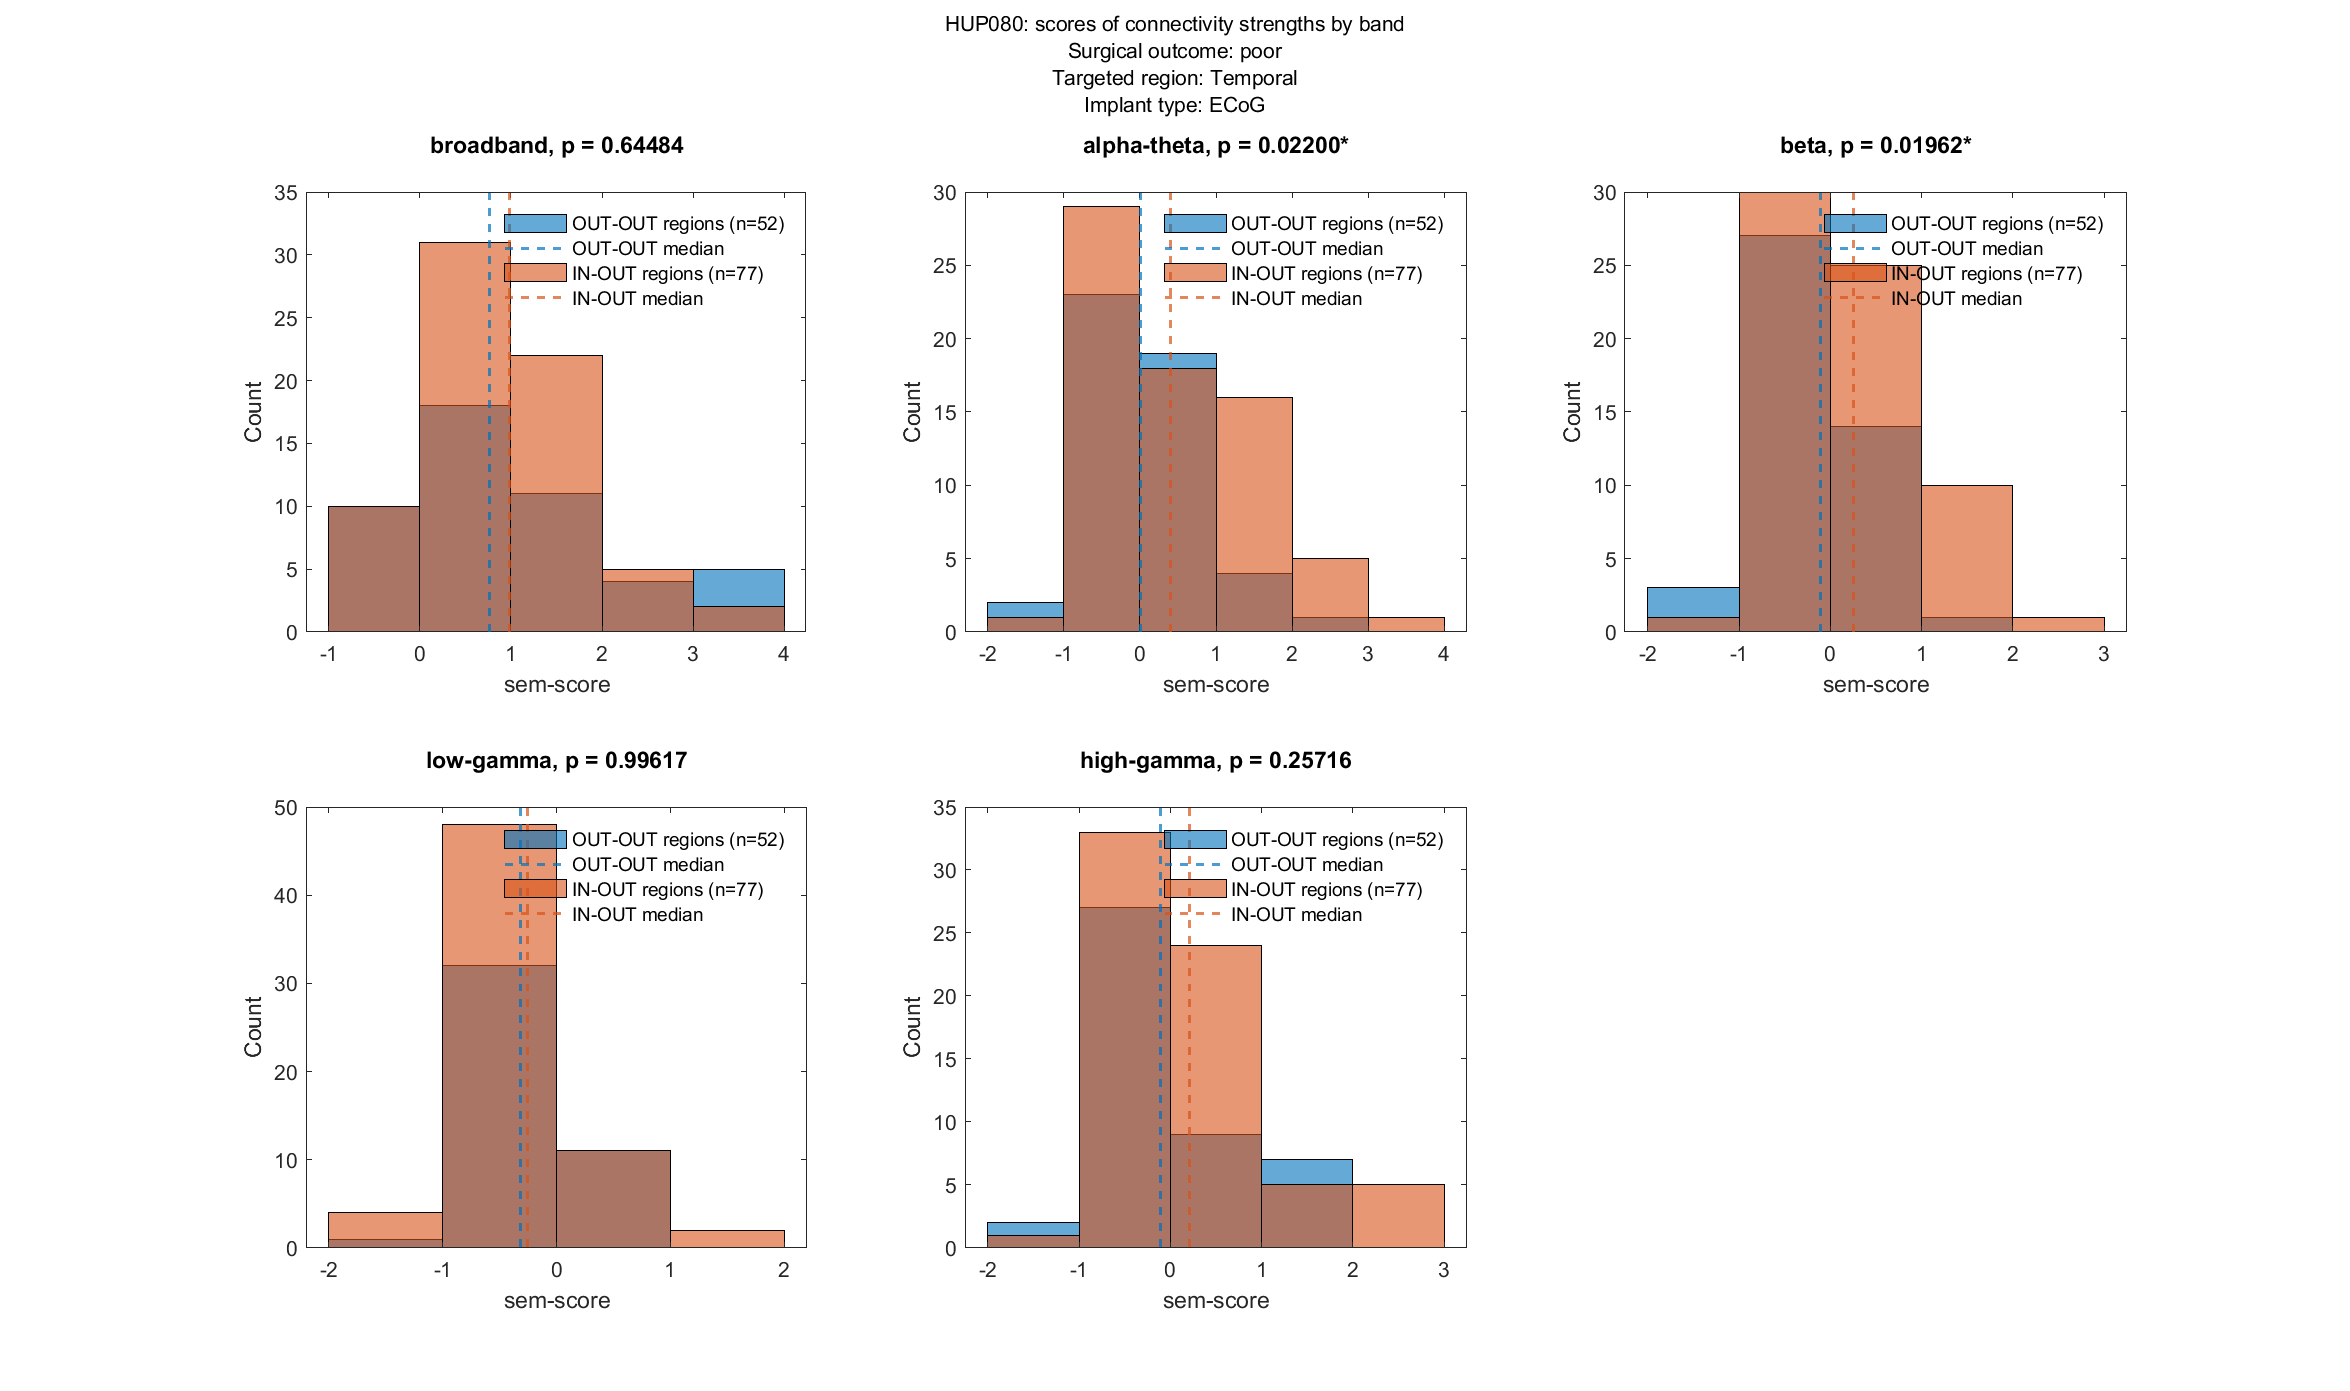 HUP080: scores of connectivity strengths by band
Surgical outcome: poor
Targeted region: Temporal
Implant type: ECoG
broadband, p = 0.64484
35
30
25
20
15
10
5
0
Count
-1 0 1 2 3 4
sem-score
OUT-OUT regions (n=52)
OUT-OUT median
IN-OUT regions (n=77)
IN-OUT median
alpha-theta, p = 0.02200*
30
25
20
15
10
5
0
Count
-2 -1 0 1 2 3 4
sem-score
OUT-OUT regions (n=52)
OUT-OUT median
IN-OUT regions (n=77)
IN-OUT median
beta, p = 0.01962*
30
25
20
15
10
5
0
Count
-2 -1 0 1 2 3
sem-score
OUT-OUT regions (n=52)
OUT-OUT median
IN-OUT regions (n=77)
IN-OUT median
low-gamma, p = 0.99617
50
40
30
20
10
0
Count
-2 -1 0 1 2
sem-score
OUT-OUT regions (n=52)
OUT-OUT median
IN-OUT regions (n=77)
IN-OUT median
high-gamma, p = 0.25716
35
30
25
20
15
10
5
0
Count
-2 -1 0 1 2 3
sem-score
OUT-OUT regions (n=52)
OUT-OUT median
IN-OUT regions (n=77)
IN-OUT median